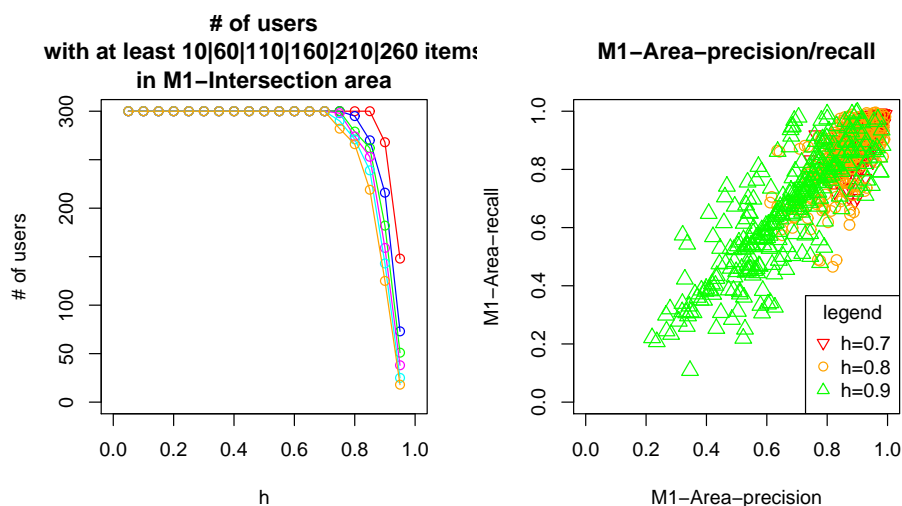 # of users
with at least 10|60|110|160|210|260 items
in M1−Intersection area
# of users
300
200
100
50
0
0.0 0.2 0.4 0.6 0.8 1.0
h
M1−Area−precision/recall
M1−Area−recall
1.0
0.8
0.6
0.4
0.2
0.0
legend
h=0.7
h=0.8
h=0.9
0.0 0.2 0.4 0.6 0.8 1.0
M1−Area−precision